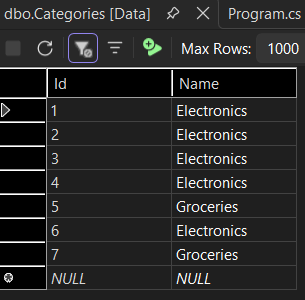 dbo.Categories [Data]
Program.cs
Max Rows: 1000
Id Name
1 Electronics
2 Electronics
3 Electronics
4 Electronics
5 Groceries
6 Electronics
7 Groceries
NULL NULL